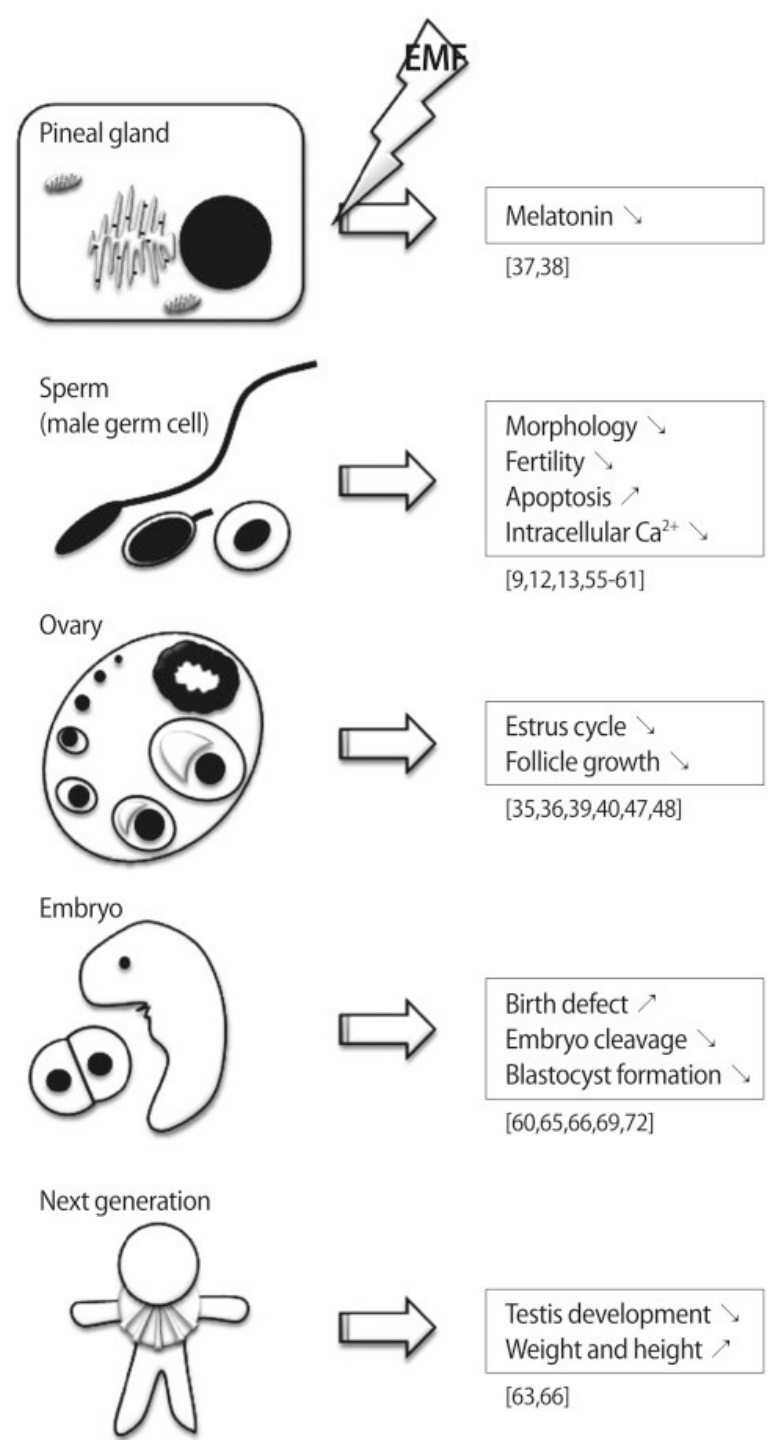 EMF
Pineal gland
Melatonin ↘
[37,38]
Sperm
(male germ cell)
Morphology ↘
Fertility ↘
Apoptosis ↗
Intracellular Ca²⁺ ↘
[9,12,13,55-61]
Ovary
Estrus cycle ↘
Follicle growth ↘
[35,36,39,40,47,48]
Embryo
Birth defect ↗
Embryo cleavage ↘
Blastocyst formation ↘
[60,65,66,69,72]
Next generation
Testis development ↘
Weight and height ↗
[63,66]